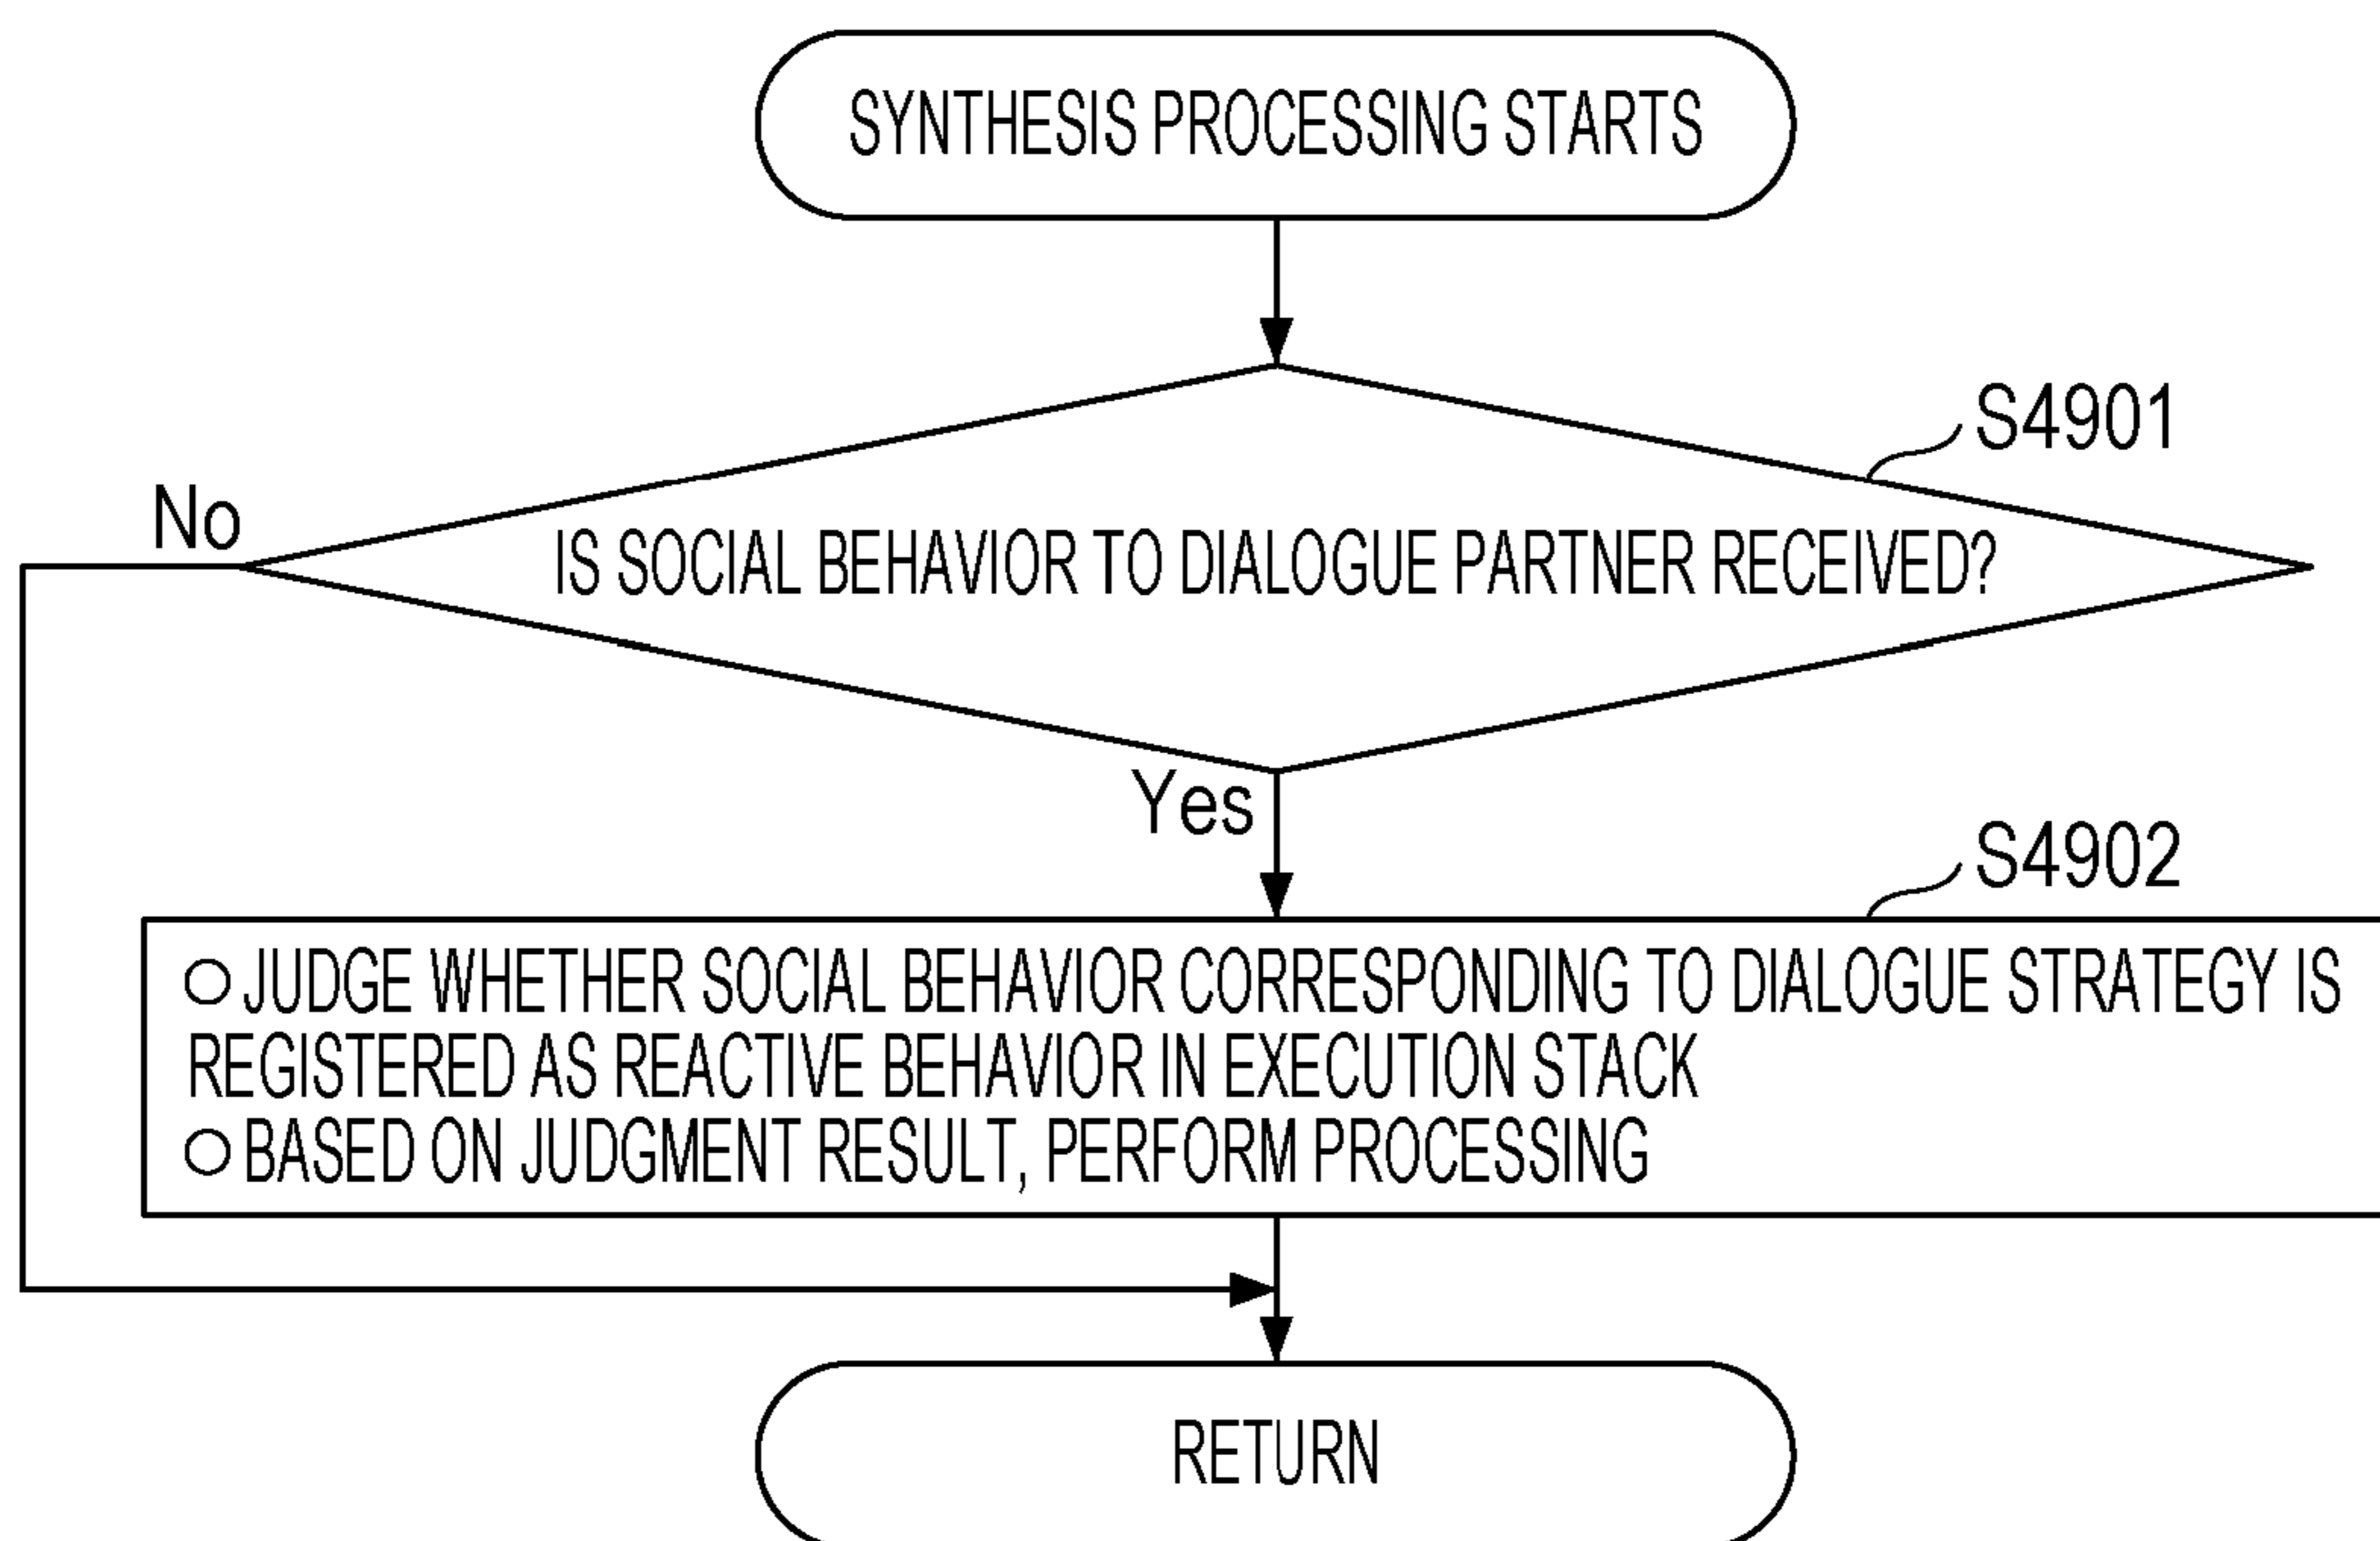 SYNTHESIS PROCESSING STARTS
S4901
No
IS SOCIAL BEHAVIOR TO DIALOGUE PARTNER RECEIVED?
Yes
S4902
○ JUDGE WHETHER SOCIAL BEHAVIOR CORRESPONDING TO DIALOGUE STRATEGY IS
REGISTERED AS REACTIVE BEHAVIOR IN EXECUTION STACK
○ BASED ON JUDGMENT RESULT, PERFORM PROCESSING
RETURN